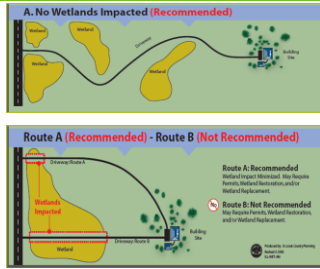 A. No Wetlands Impacted (Recommended)
Wetland
Wetland
Driveway
Wetland
Building
Site
Route A (Recommended) - Route B (Not Recommended)
Driveway Route A
Route A: Recommended
Wetland Impact Minimized. May Require
Permits, Wetland Restoration, and/or
Wetland Replacement.
Wetlands
Impacted
No
Route B: Not Recommended
May Require Permits, Wetland Restoration,
and/or Wetland Replacement.
Building
Site
Driveway Route B
Wetland